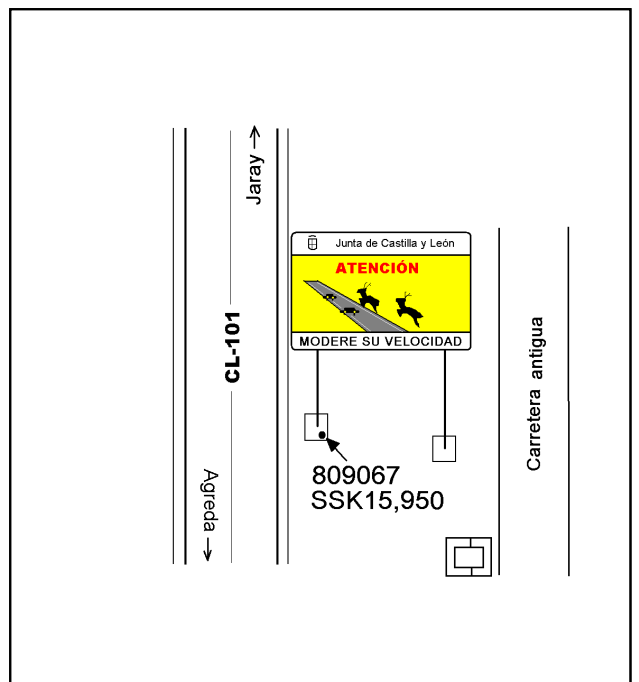 Jaray
Junta de Castilla y León
ATENCIÓN
MODERE SU VELOCIDAD
CL-101
Carretera antigua
Agreda
809067
SSK15,950